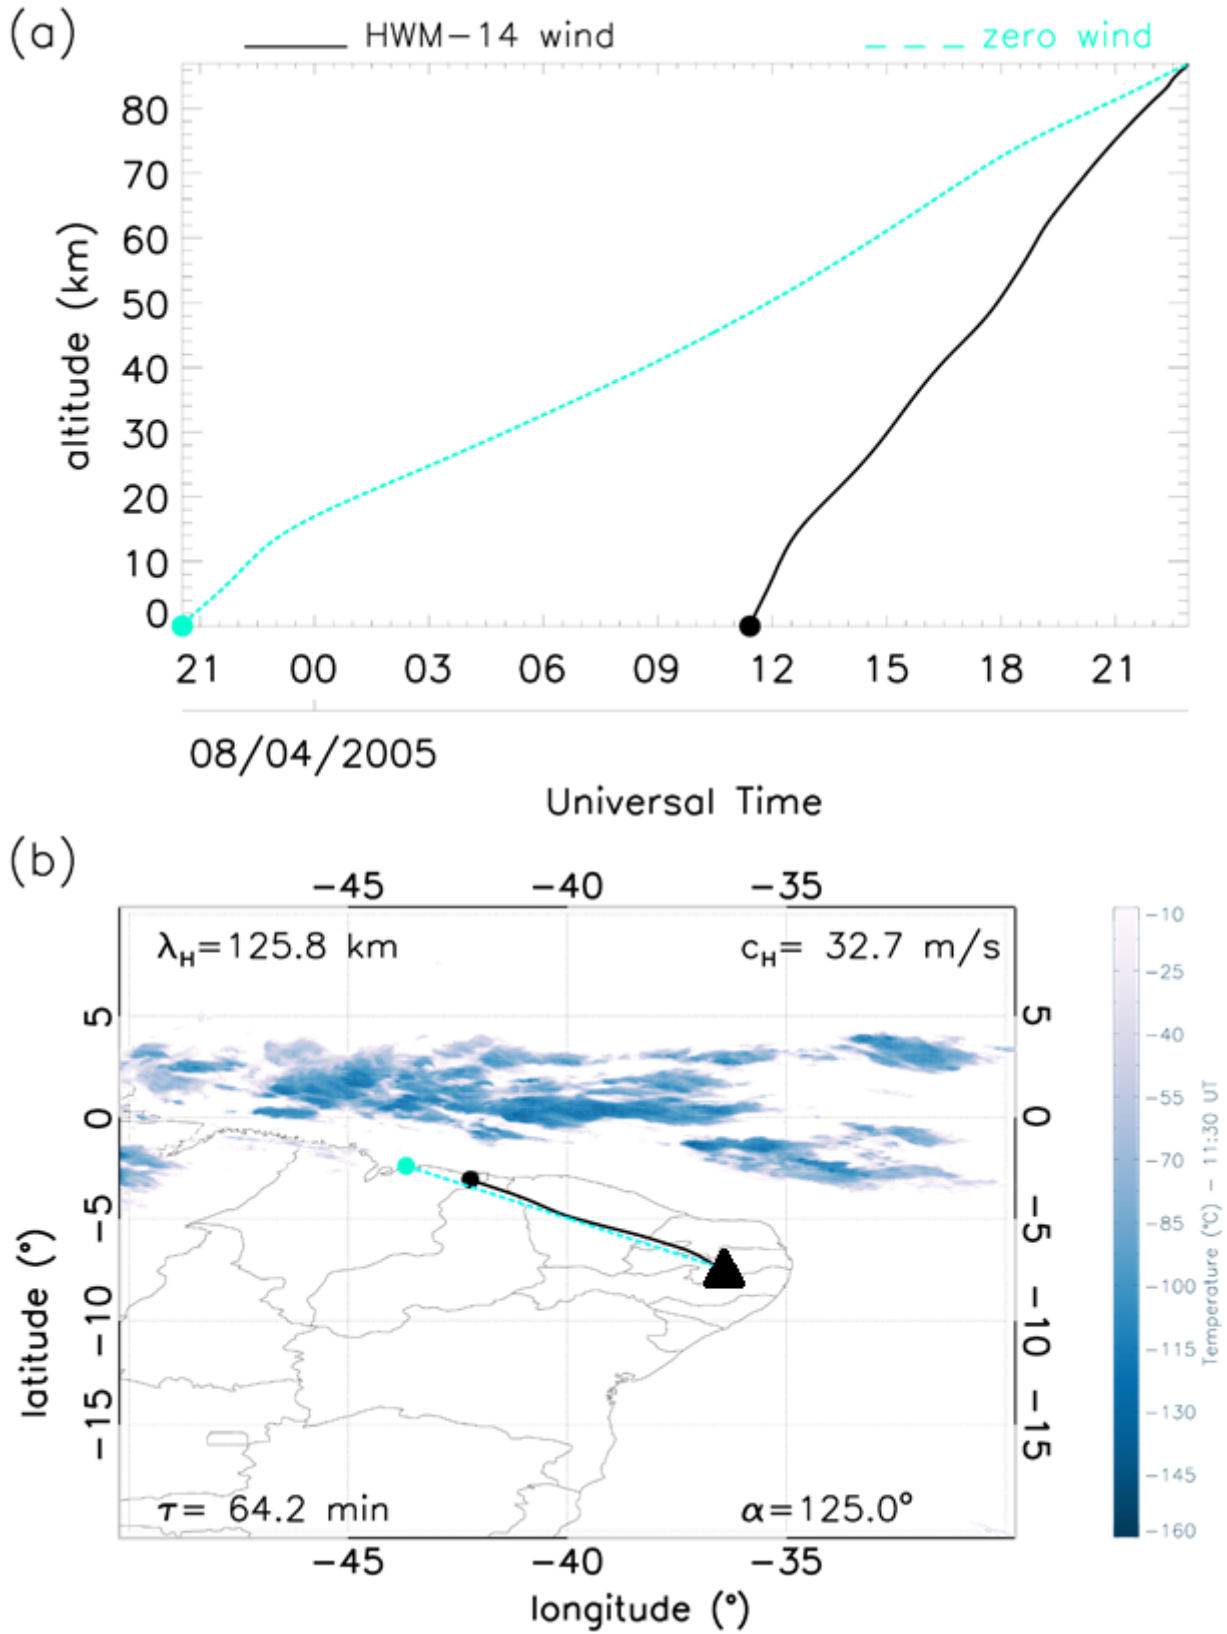 (a)
HWM-14 wind
zero wind
80
70
60
50
40
30
20
10
0
altitude (km)
21 00 03 06 09 12 15 18 21
08/04/2005
Universal Time
(b)
-45 -40 -35
λH=125.8 km
cH= 32.7 m/s
5
0
-5
-10
-15
latitude (°)
5
0
-5
-10
-15
τ= 64.2 min
α=125.0°
-45 -40 -35
longitude (°)
-10
-25
-40
-55
-70
-85
-100
-115
-130
-145
-160
Temperature (°C) - 11:30 UT